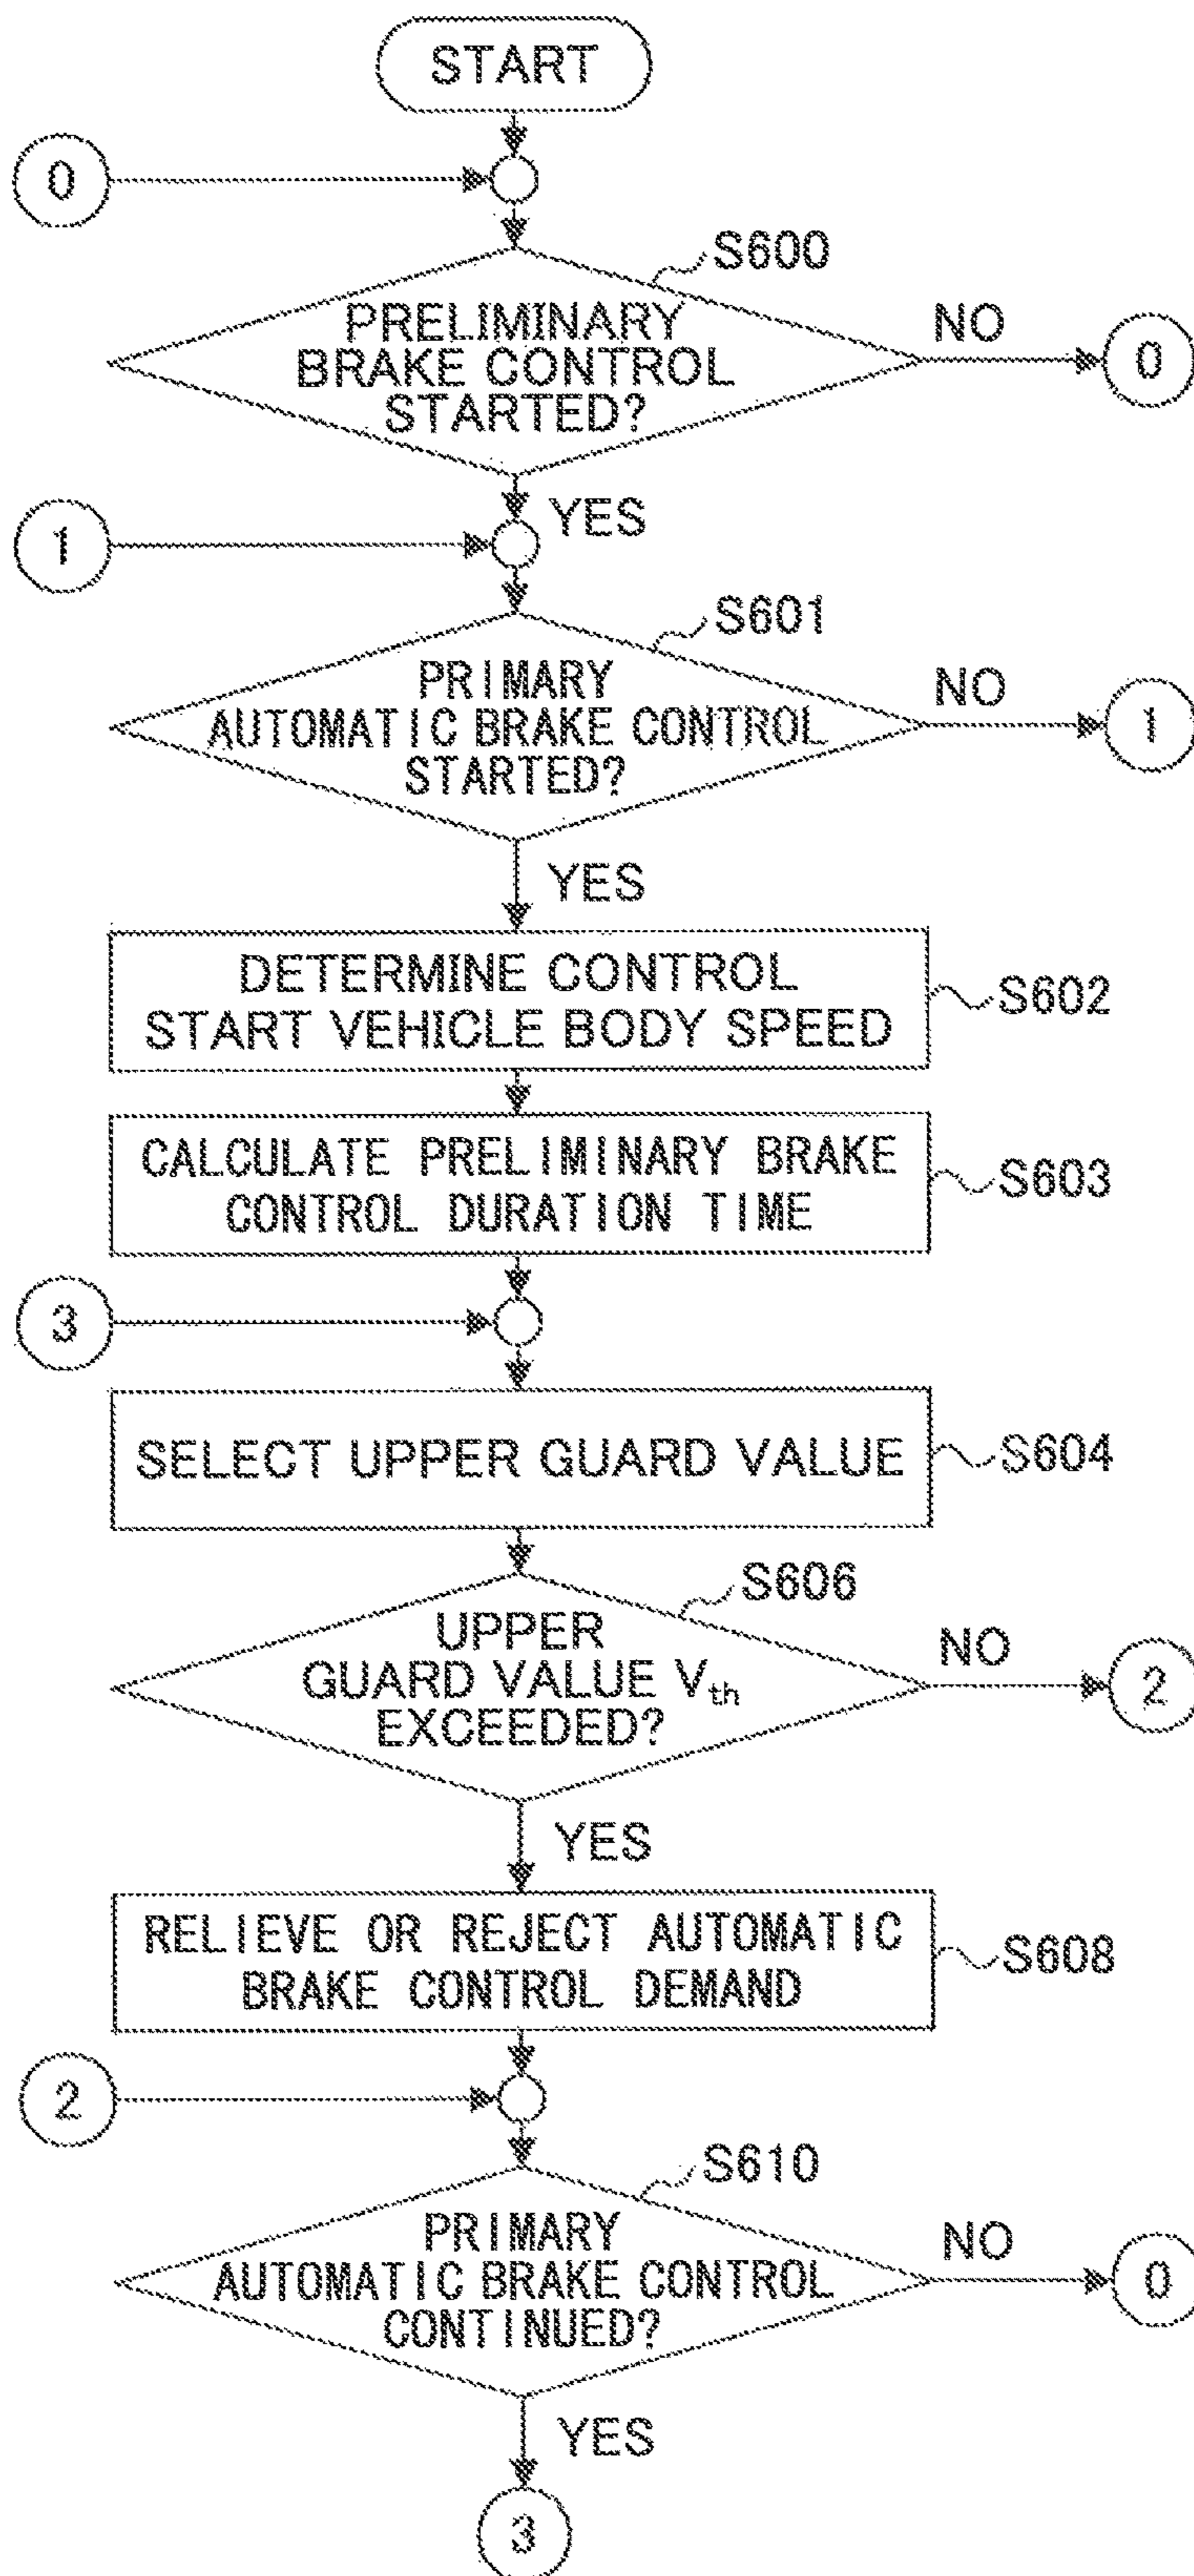 START
0
S600
PRELIMINARY
BRAKE CONTROL
STARTED?
NO
0
YES
1
S601
PRIMARY
AUTOMATIC BRAKE CONTROL
STARTED?
NO
1
YES
DETERMINE CONTROL
START VEHICLE BODY SPEED
S602
CALCULATE PRELIMINARY BRAKE
CONTROL DURATION TIME
S603
3
SELECT UPPER GUARD VALUE
S604
S606
UPPER
GUARD VALUE Vth
EXCEEDED?
NO
2
YES
RELIEVE OR REJECT AUTOMATIC
BRAKE CONTROL DEMAND
S608
2
S610
PRIMARY
AUTOMATIC BRAKE CONTROL
CONTINUED?
NO
0
YES
3